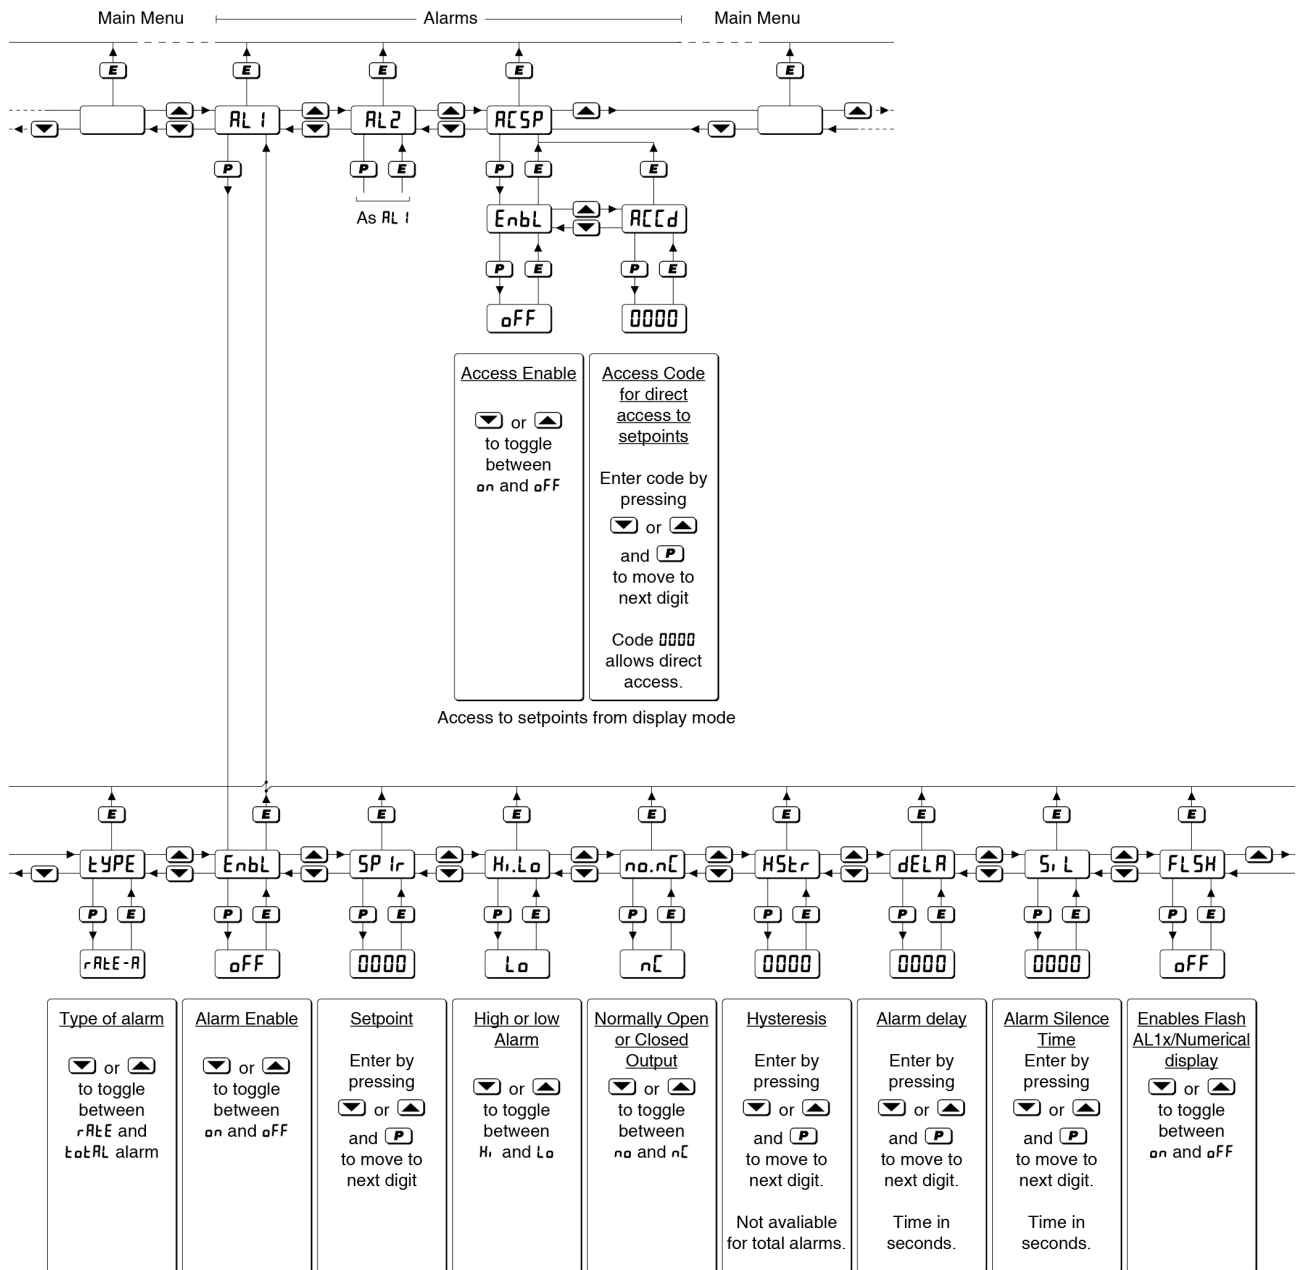 Main Menu Alarms Main Menu
E E E E
AL1 AL2 ACSP
P P E P E E
As AL1
EnbL ACCd
P E P E
oFF 0000
Access Enable
or
to toggle
between
on and oFF
Access Code
for direct
access to
setpoints
Enter code by
pressing
or
and P
to move to
next digit
Code 0000
allows direct
access.
Access to setpoints from display mode
E E E E E E E E E
tYPE EnbL SP1r Hi.Lo no.nC HStr dELA SiL FLSH
P E P E P E P E P E P E P E P E P E
rAtE-A oFF 0000 Lo nC 0000 0000 0000 oFF
Type of alarm
or
to toggle
between
rAtE and
totAL alarm
Alarm Enable
or
to toggle
between
on and oFF
Setpoint
Enter by
pressing
or
and P
to move to
next digit
High or low
Alarm
or
to toggle
between
Hi and Lo
Normally Open
or Closed
Output
or
to toggle
between
no and nC
Hysteresis
Enter by
pressing
or
and P
to move to
next digit.
Not avaliable
for total alarms.
Alarm delay
Enter by
pressing
or
and P
to move to
next digit.
Time in
seconds.
Alarm Silence
Time
Enter by
pressing
or
and P
to move to
next digit.
Time in
seconds.
Enables Flash
AL1x/Numerical
display
or
to toggle
between
on and oFF